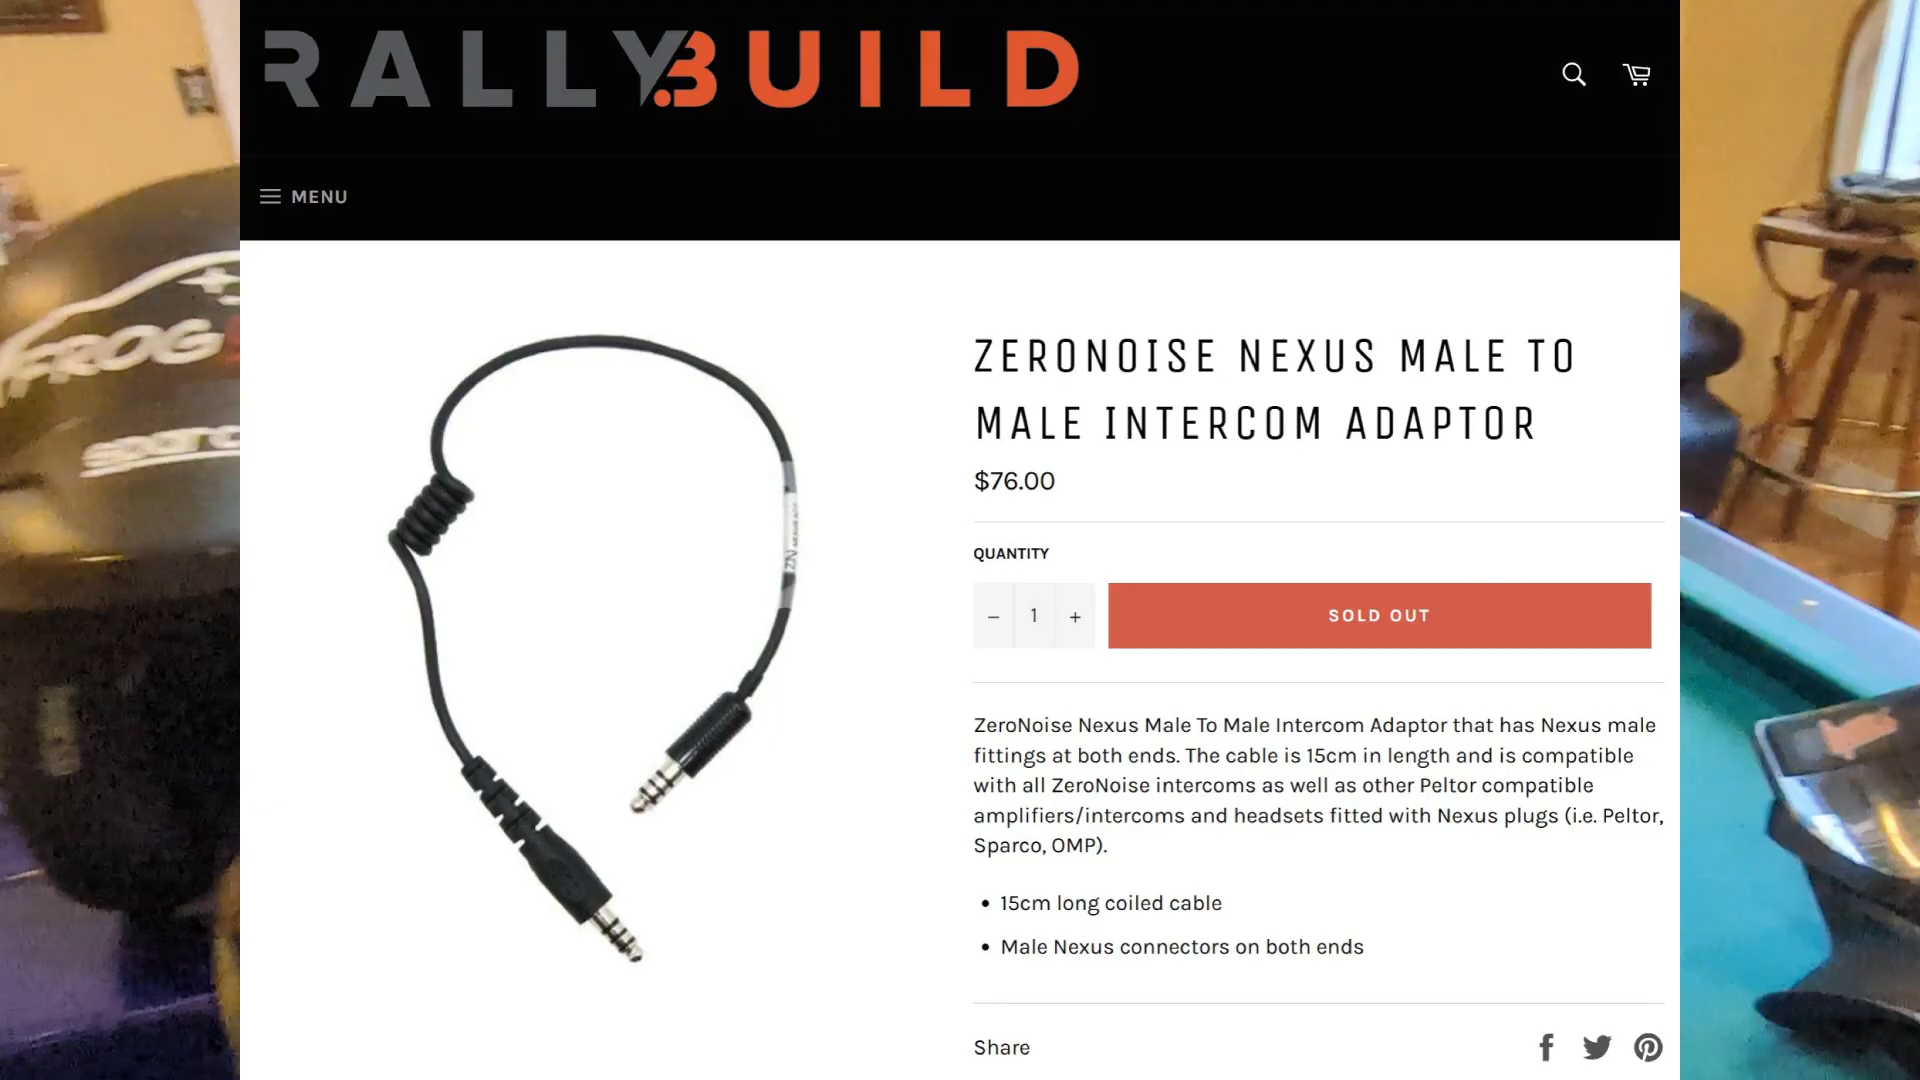 RALLYBUILD
MENU
FROG
ZERONOISE NEXUS MALE TO
MALE INTERCOM ADAPTOR
$76.00
QUANTITY
− 1 +
SOLD OUT
ZN
ZeroNoise Nexus Male To Male Intercom Adaptor that has Nexus male
fittings at both ends. The cable is 15cm in length and is compatible
with all ZeroNoise intercoms as well as other Peltor compatible
amplifiers/intercoms and headsets fitted with Nexus plugs (i.e. Peltor,
Sparco, OMP).
• 15cm long coiled cable
• Male Nexus connectors on both ends
Share